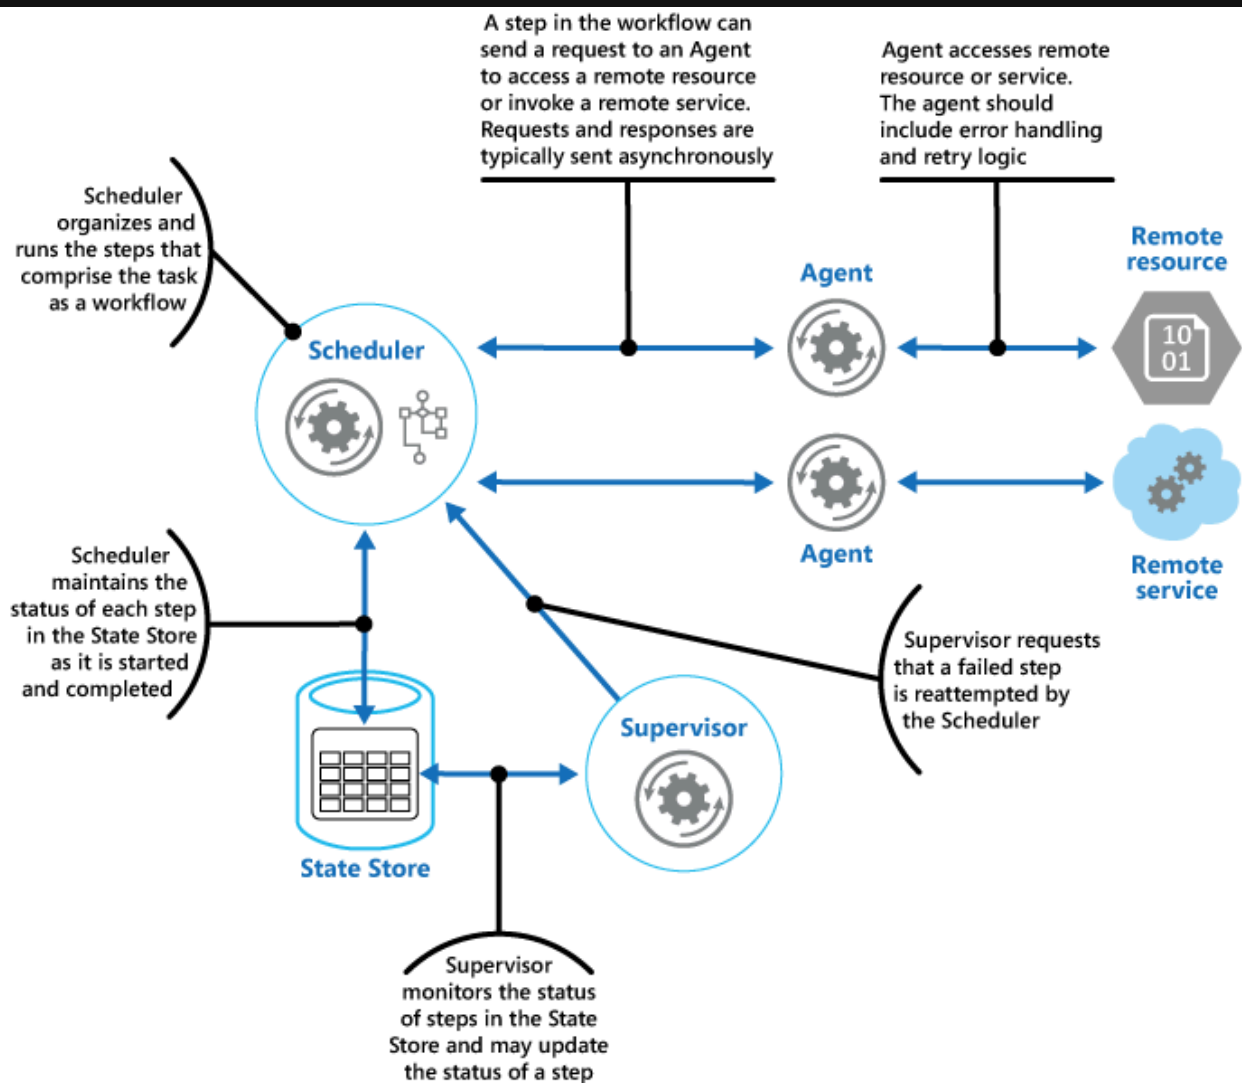 A step in the workflow can
send a request to an Agent
to access a remote resource
or invoke a remote service.
Requests and responses are
typically sent asynchronously
Agent accesses remote
resource or service.
The agent should
include error handling
and retry logic
Scheduler
organizes and
runs the steps that
comprise the task
as a workflow
Remote
resource
Agent
Scheduler
10
01
Agent
Remote
service
Scheduler
maintains the
status of each step
in the State Store
as it is started
and completed
Supervisor requests
that a failed step
is reattempted by
the Scheduler
Supervisor
State Store
Supervisor
monitors the status
of steps in the State
Store and may update
the status of a step